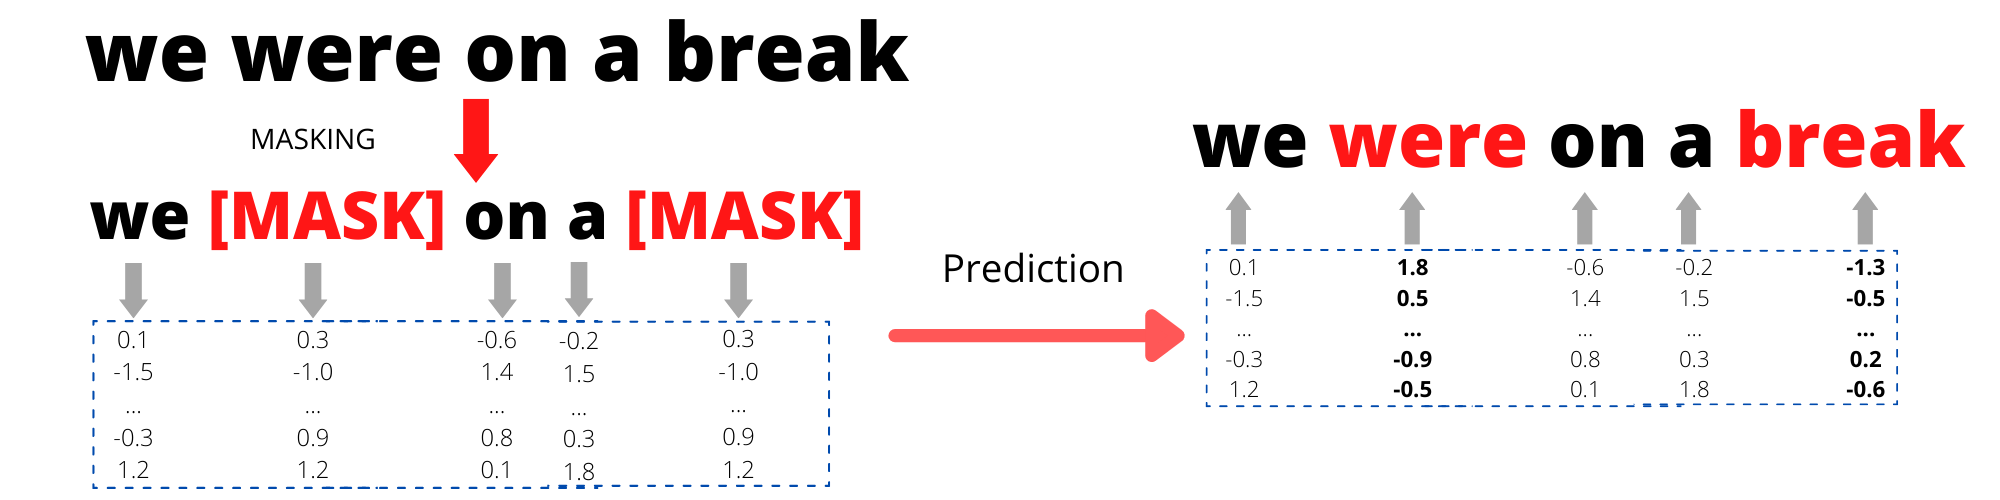 we were on a break
MASKING
we [MASK] on a [MASK]
0.1 0.3 -0.6 -0.2 0.3
-1.5 -1.0 1.4 1.5 -1.0
... ... ... ... ...
-0.3 0.9 0.8 0.3 0.9
1.2 1.2 0.1 1.8 1.2
Prediction
we were on a break
0.1 1.8 -0.6 -0.2 -1.3
-1.5 0.5 1.4 1.5 -0.5
... ... ... ... ...
-0.3 -0.9 0.8 0.3 0.2
1.2 -0.5 0.1 1.8 -0.6